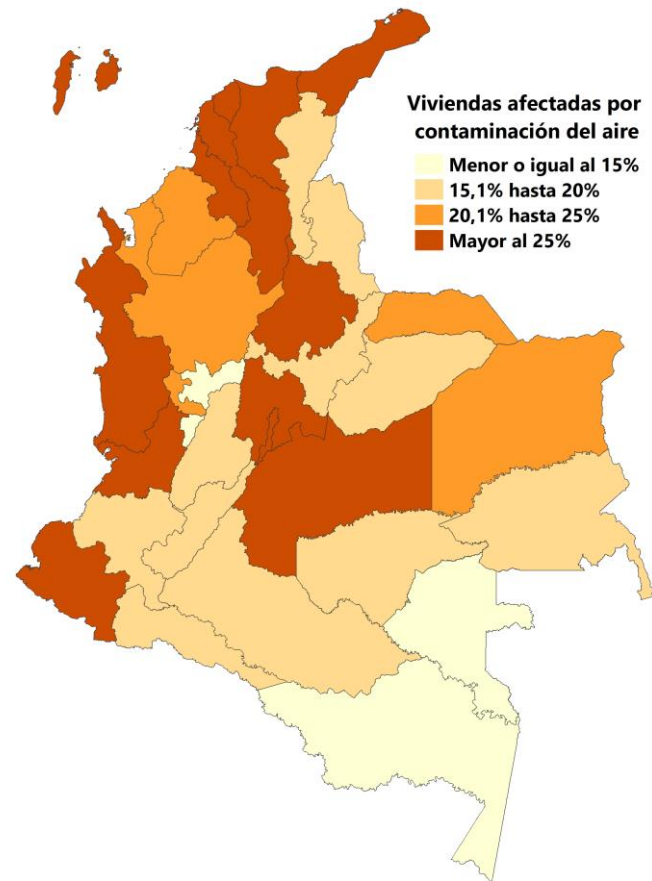 Viviendas afectadas por
contaminación del aire
Menor o igual al 15%
15,1% hasta 20%
20,1% hasta 25%
Mayor al 25%